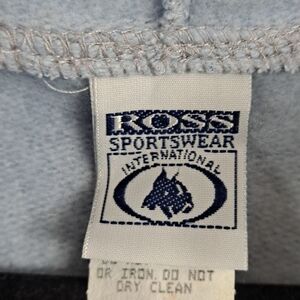 ROSS
SPORTSWEAR
INTERNATIONAL
OR IRON. DO NOT
DRY CLEAN